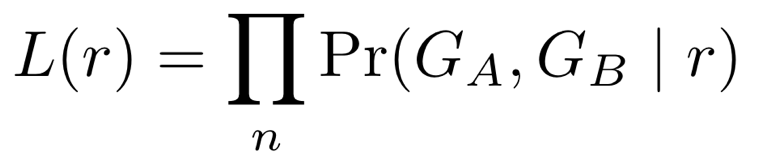 L(r) = ∏_n Pr(G_A, G_B | r)